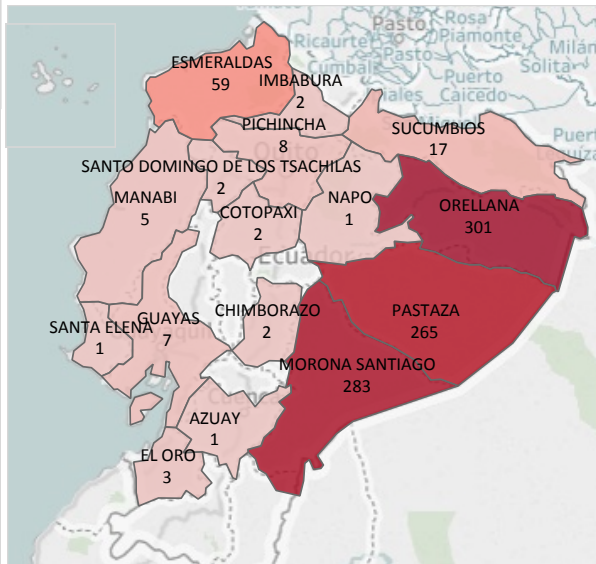 Pasto
Rosa
Ricaurte
Piamonte
Milán
ESMERALDAS
59
Cumbal
Pasto
Solita
IMBABURA
2
Puerto
Caicedo
PICHINCHA
8
SUCUMBIOS
17
SANTO DOMINGO DE LOS TSACHILAS
2
MANABI
5
COTOPAXI
2
NAPO
1
ORELLANA
301
Ecuador
SANTA ELENA
1
GUAYAS
7
CHIMBORAZO
2
PASTAZA
265
MORONA SANTIAGO
283
AZUAY
1
EL ORO
3